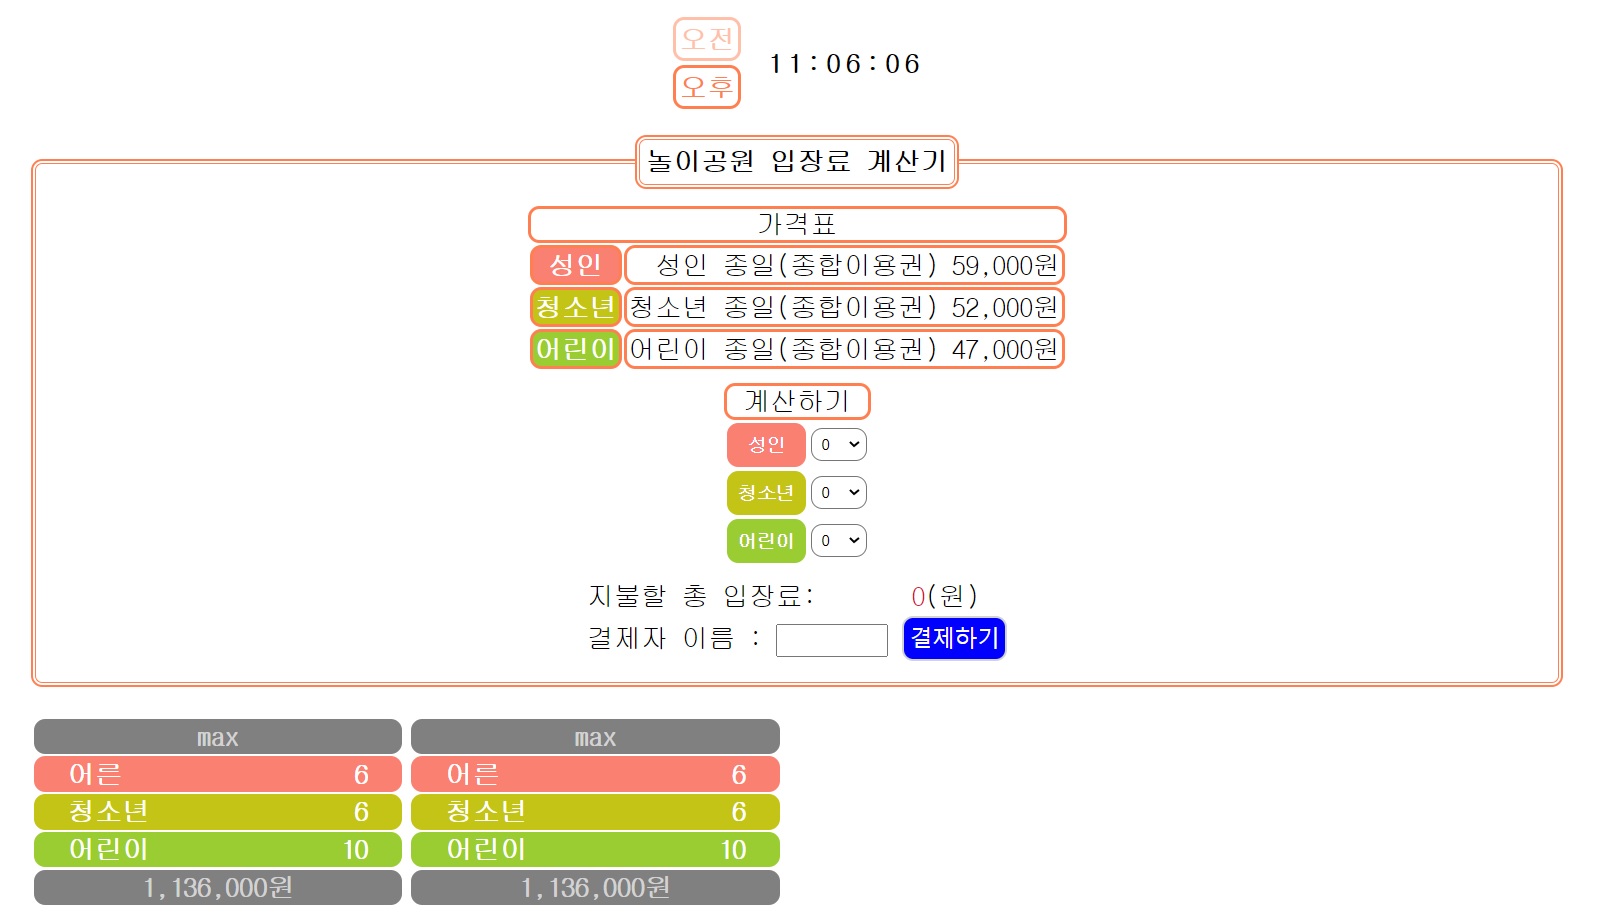 오전
오후
11:06:06
놀이공원 입장료 계산기
가격표
성인 성인 종일(종합이용권) 59,000원
청소년 청소년 종일(종합이용권) 52,000원
어린이 어린이 종일(종합이용권) 47,000원
계산하기
성인 0
청소년 0
어린이 0
지불할 총 입장료: 0(원)
결제자 이름 : 결제하기
max max
어른 6 어른 6
청소년 6 청소년 6
어린이 10 어린이 10
1,136,000원 1,136,000원